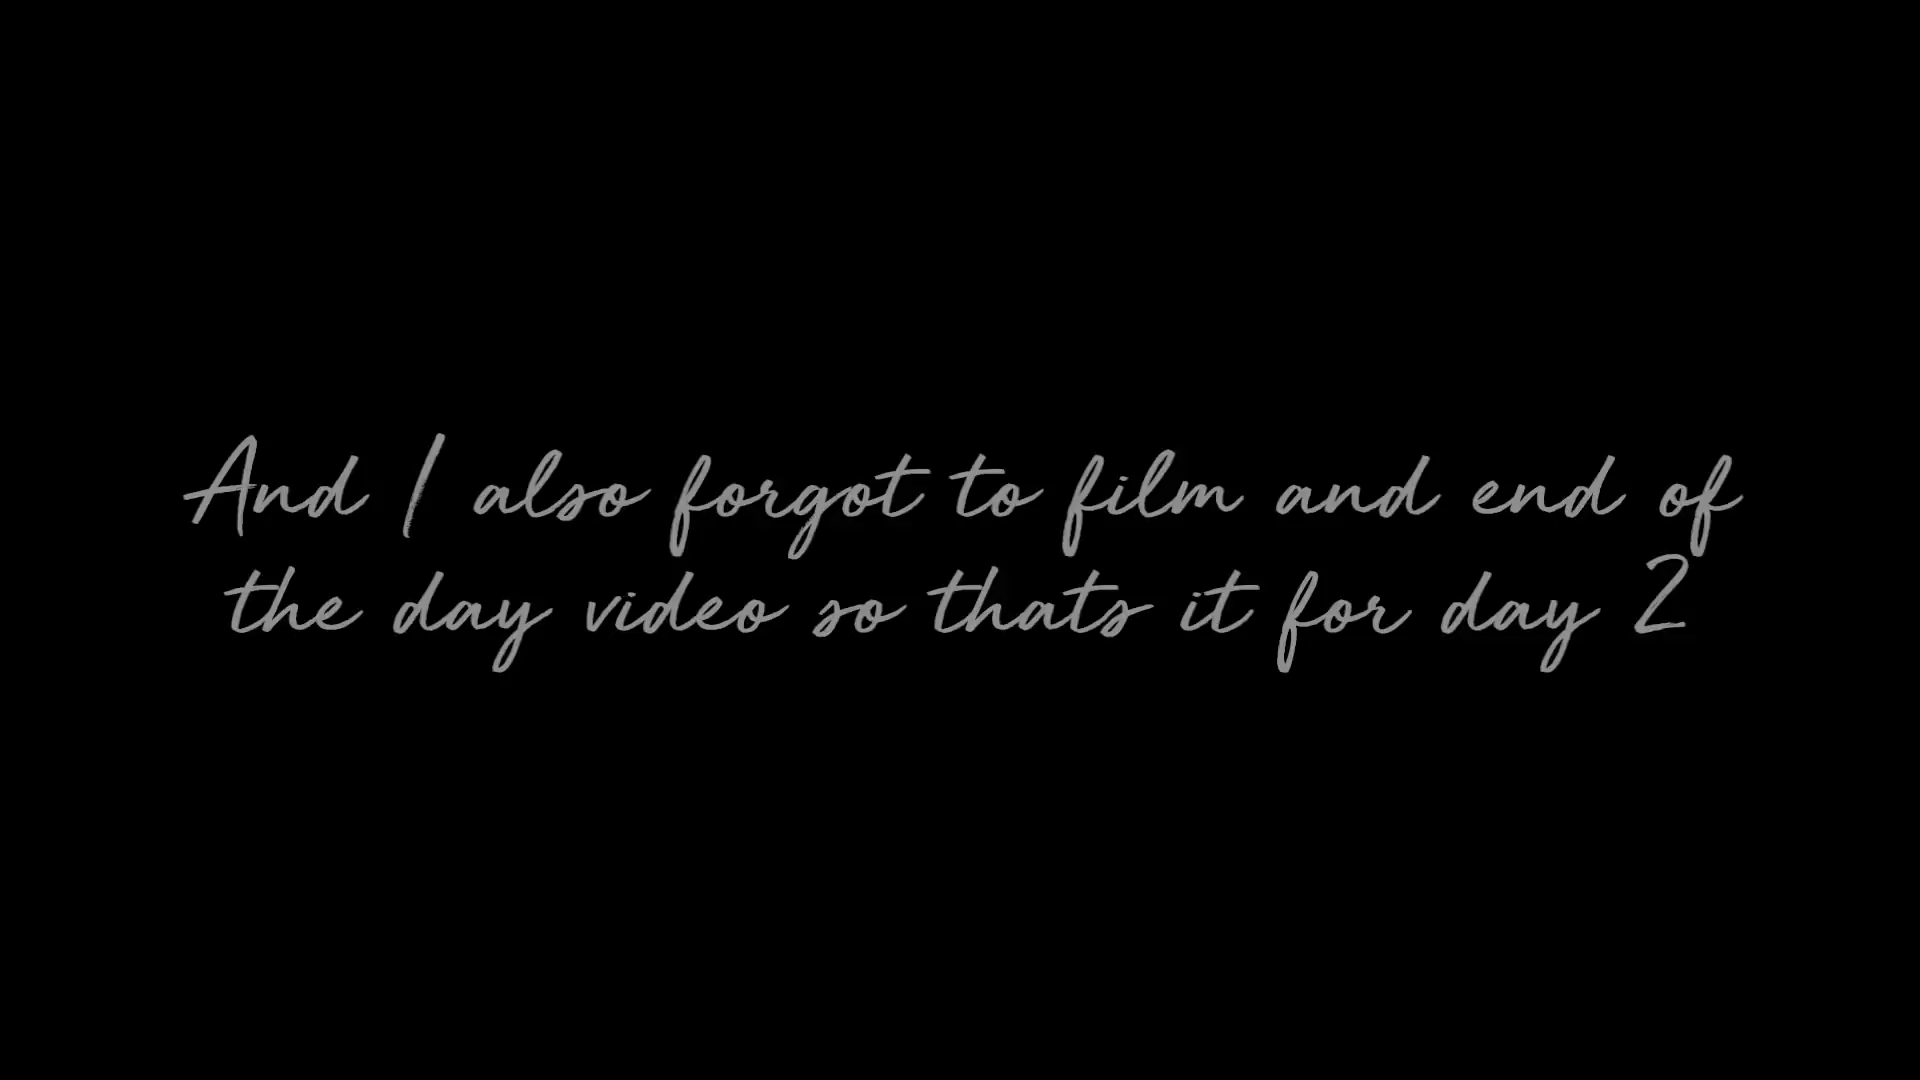 And I also forgot to film and end of
the day video so thats it for day 2